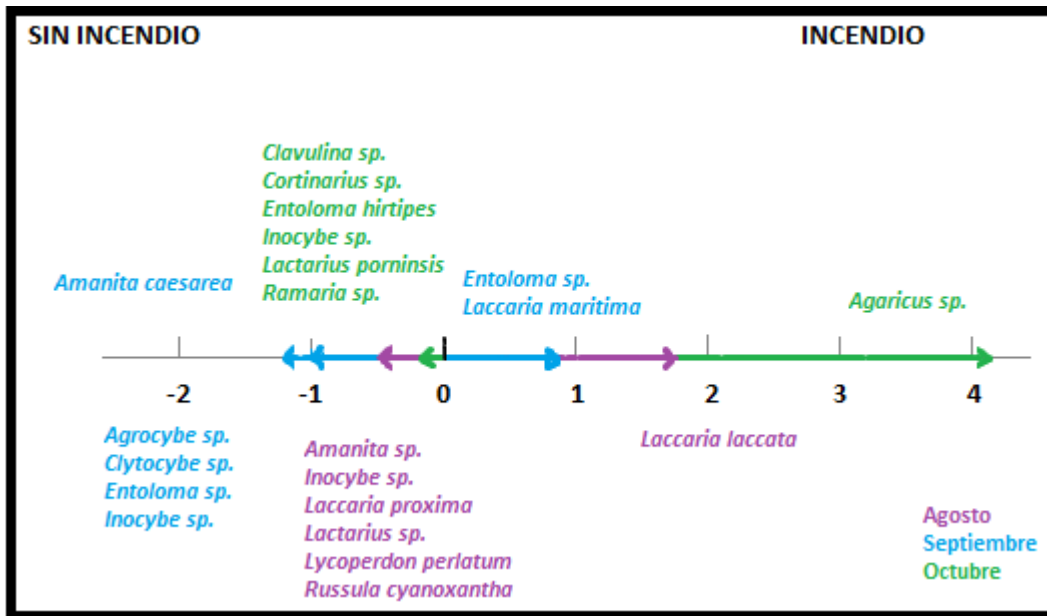 SIN INCENDIO
INCENDIO
Clavulina sp.
Cortinarius sp.
Entoloma hirtipes
Inocybe sp.
Lactarius porninsis
Ramaria sp.
Amanita caesarea
Entoloma sp.
Laccaria maritima
Agaricus sp.
-2 -1 0 1 2 3 4
Agrocybe sp.
Clytocybe sp.
Entoloma sp.
Inocybe sp.
Amanita sp.
Inocybe sp.
Laccaria proxima
Lactarius sp.
Lycoperdon perlatum
Russula cyanoxantha
Laccaria laccata
Agosto
Septiembre
Octubre